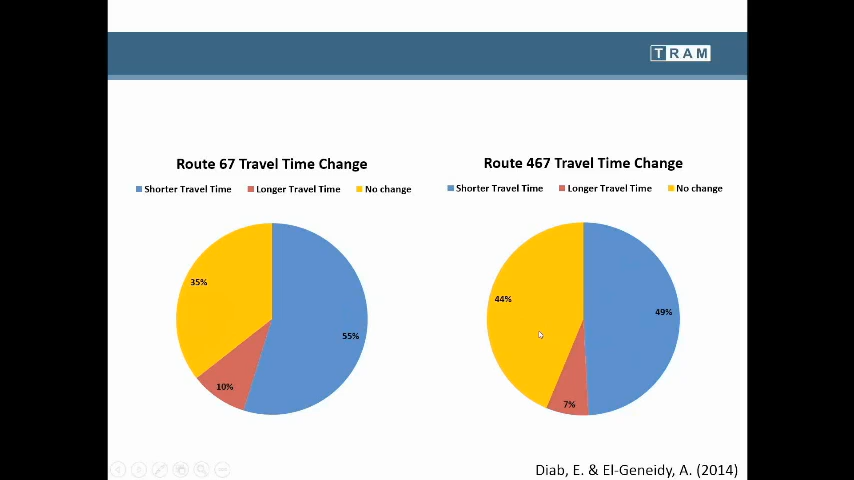 TRAM
Route 67 Travel Time Change
Shorter Travel Time Longer Travel Time No change
35%
55%
10%
Route 467 Travel Time Change
Shorter Travel Time Longer Travel Time No change
44%
49%
7%
Diab, E. & El-Geneidy, A. (2014)